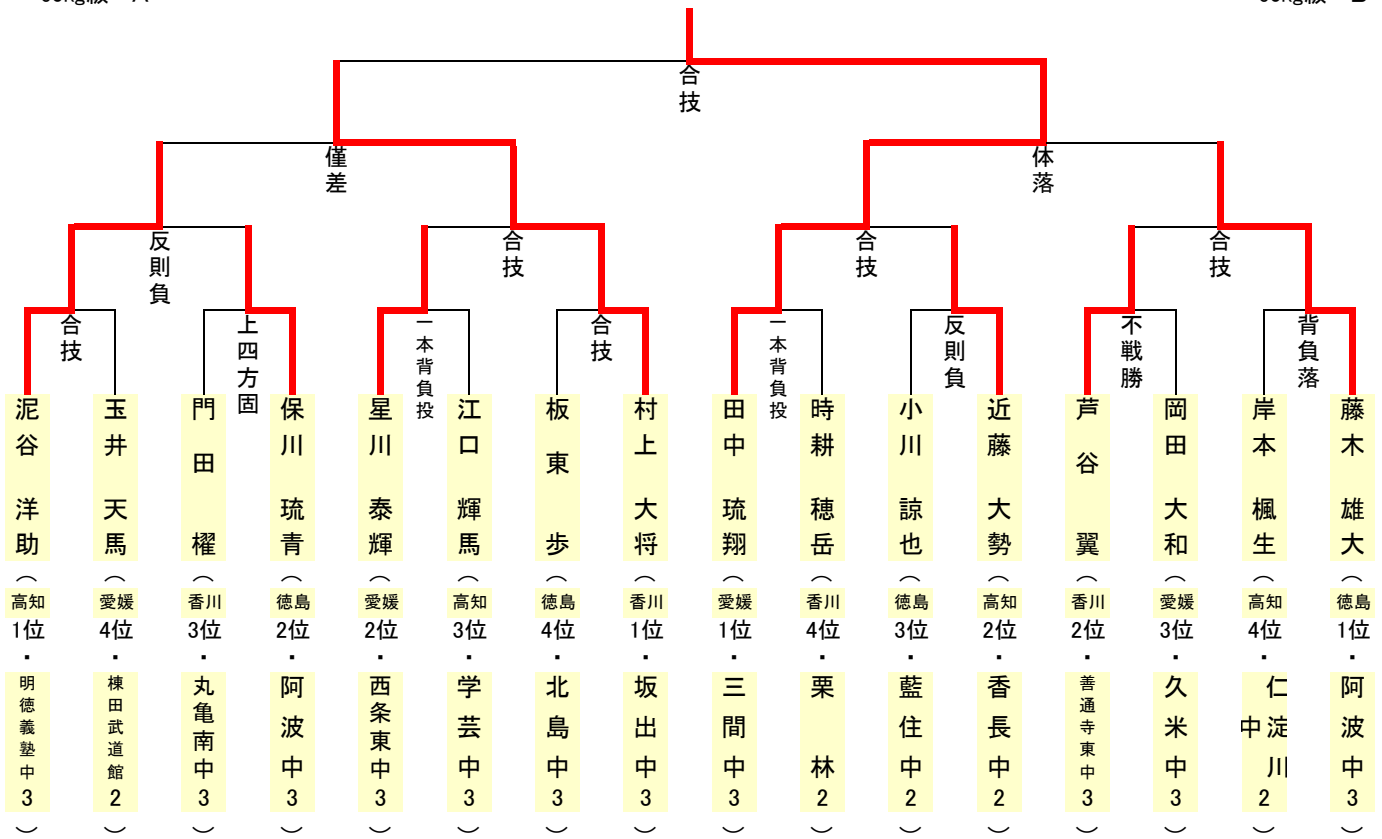 合技
僅差
体落
反則負
合技
合技
合技
合技
上四方固
一本背負投
合技
一本背負投
反則負
不戦勝
背負落
泥谷 洋助（高知1位・明徳義塾中3）
玉井 天馬（愛媛4位・棟田武道館2）
門田 櫂（香川3位・丸亀南中3）
保川 琉青（徳島2位・阿波中3）
星川 泰輝（愛媛2位・西条東中3）
江口 輝馬（高知3位・学芸中3）
板東 歩（徳島4位・北島中3）
村上 大将（香川1位・坂出中3）
田中 琉翔（愛媛1位・三間中3）
時耕 穂岳（香川4位・栗林2）
小川 諒也（徳島3位・藍住中2）
近藤 大勢（高知2位・香長中2）
芦谷 翼（香川2位・善通寺東中3）
岡田 大和（愛媛3位・久米中3）
岸本 楓生（高知4位・仁淀川中2）
藤木 雄大（徳島1位・阿波中3）